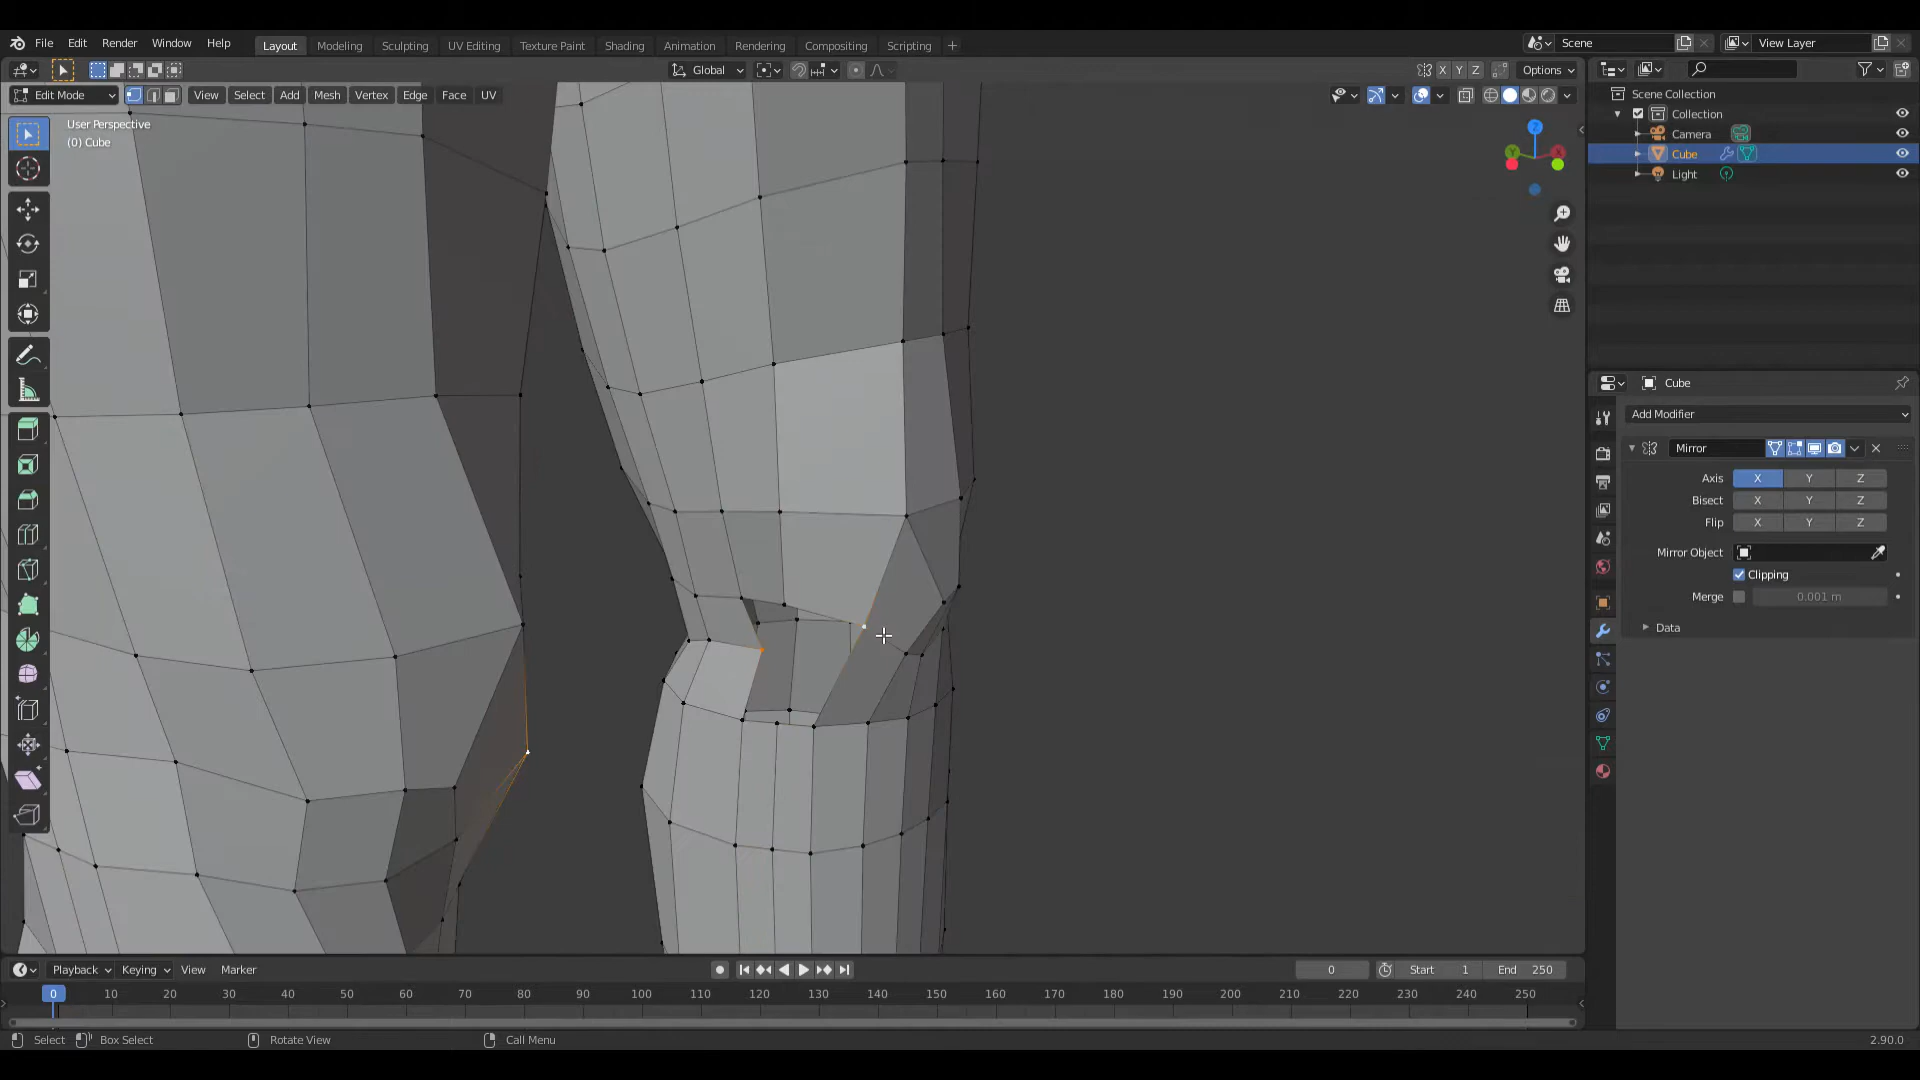 File Edit Render Window Help Layout Modeling Sculpting UV Editing Texture Paint Shading Animation Rendering Compositing Scripting + Scene View Layer
Global X Y Z Options
Edit Mode View Select Add Mesh Vertex Edge Face UV
User Perspective
(0) Cube
Z
Y X
Scene Collection
Collection
Camera
Cube
Light
Cube
Add Modifier
Mirror
Axis X Y Z
Bisect X Y Z
Flip X Y Z
Mirror Object
Clipping
Merge 0.001 m
Data
Playback Keying View Marker 0 Start 1 End 250
0 10 20 30 40 50 60 70 80 90 100 110 120 130 140 150 160 170 180 190 200 210 220 230 240 250
Select Box Select Rotate View Call Menu 2.90.0